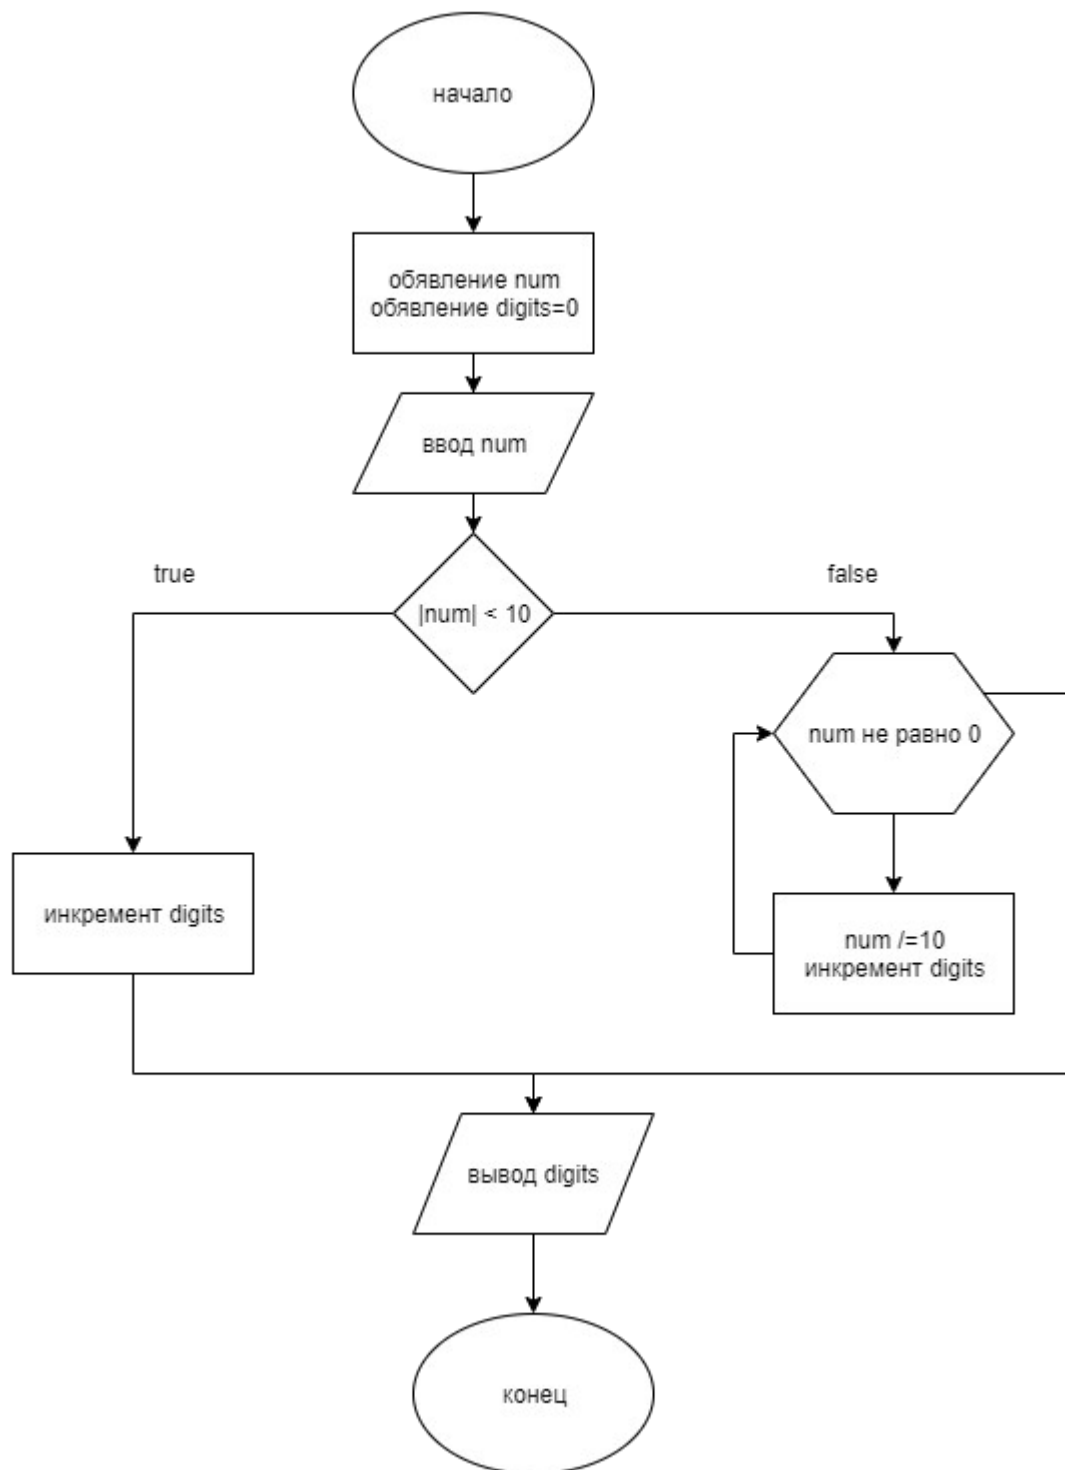 начало
обявление num
обявление digits=0
ввод num
true
false
|num| < 10
num не равно 0
инкремент digits
num /=10
инкремент digits
вывод digits
конец